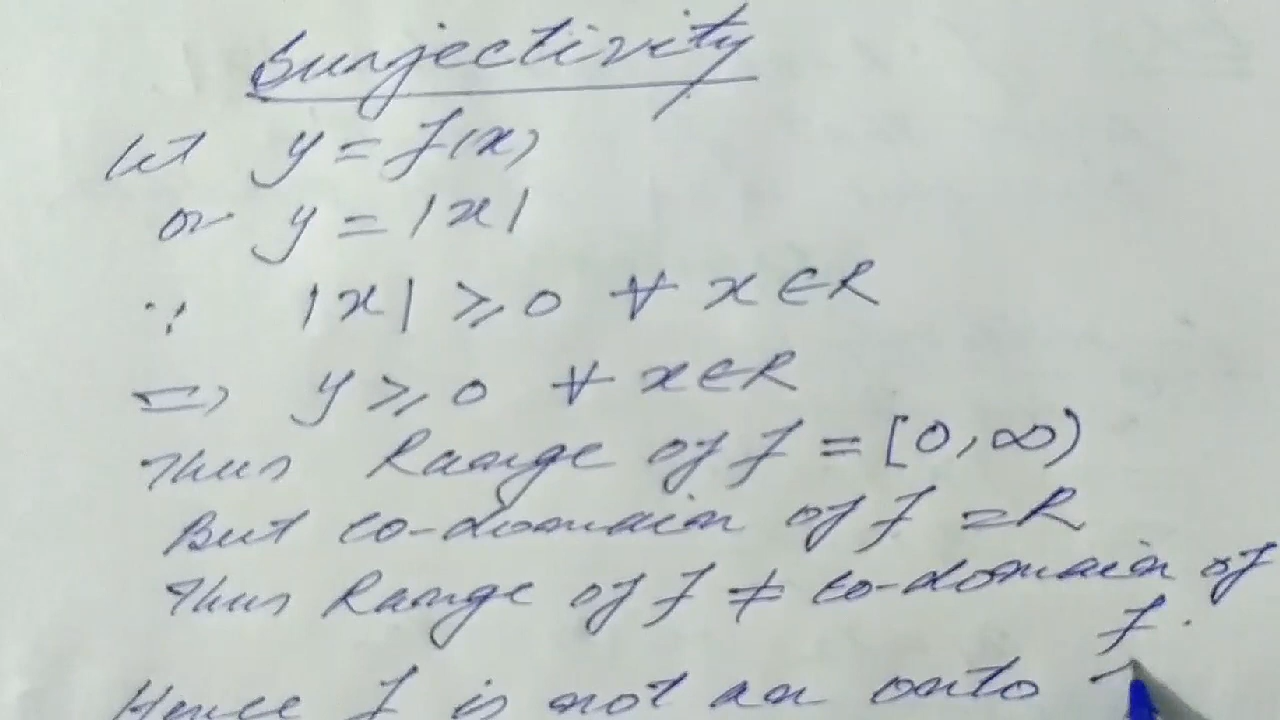 Surjectivity
Let y = f(x)
or y = |x|
∵ |x| ≥ 0 ∀ x ∈ R
⇒ y ≥ 0 ∀ x ∈ R
Thus Range of f = [0, ∞)
But co-domain of f = R
Thus Range of f ≠ co-domain of
f.
Hence f is not an onto